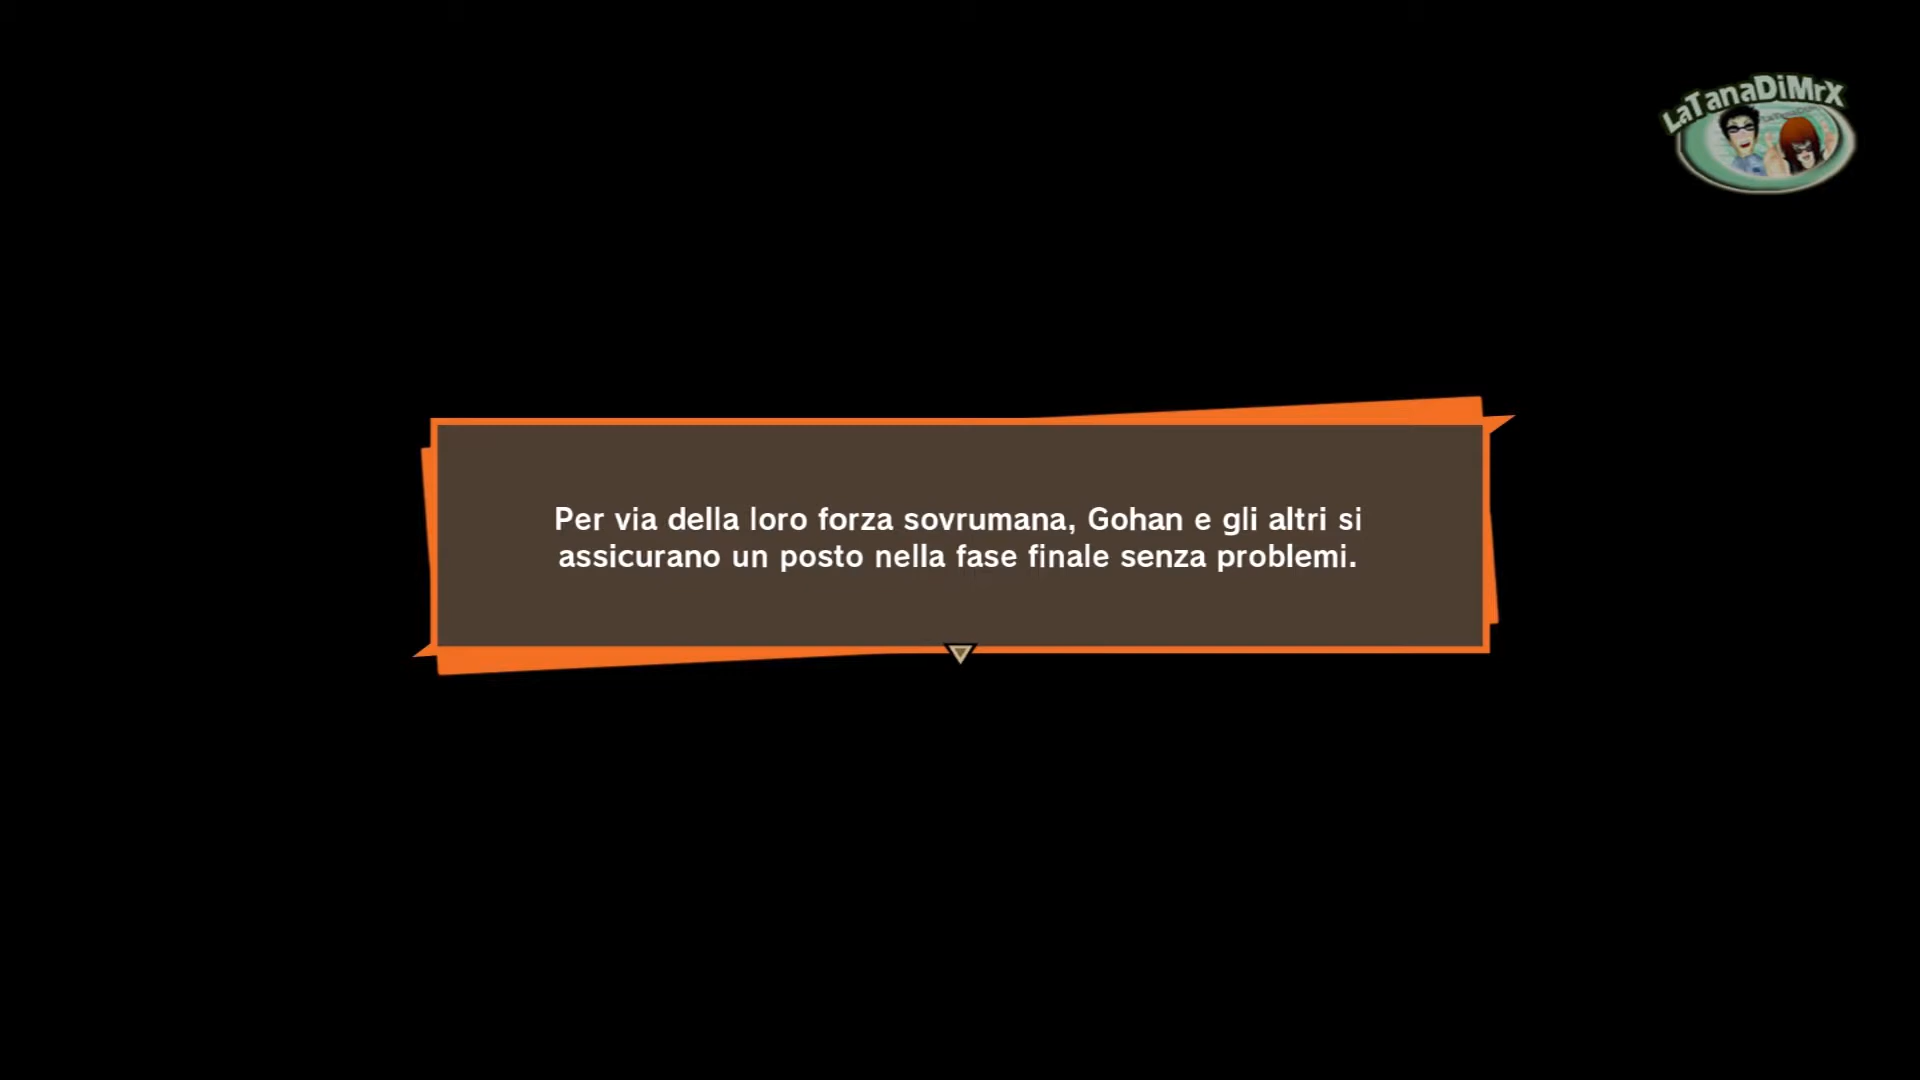 LaTanaDiMrX
Per via della loro forza sovrumana, Gohan e gli altri si
assicurano un posto nella fase finale senza problemi.